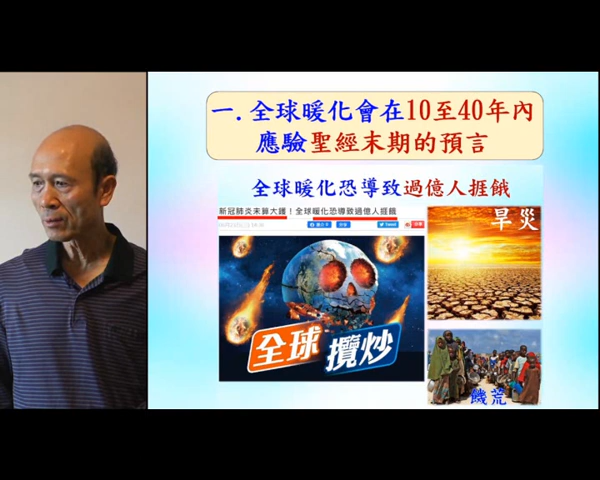 一.全球暖化會在10至40年內
應驗聖經末期的預言
全球暖化恐導致過億人捱餓
新冠肺炎未算大鑊！全球暖化恐導致過億人捱餓
Tweet
旱災
全球
攬炒
饑荒